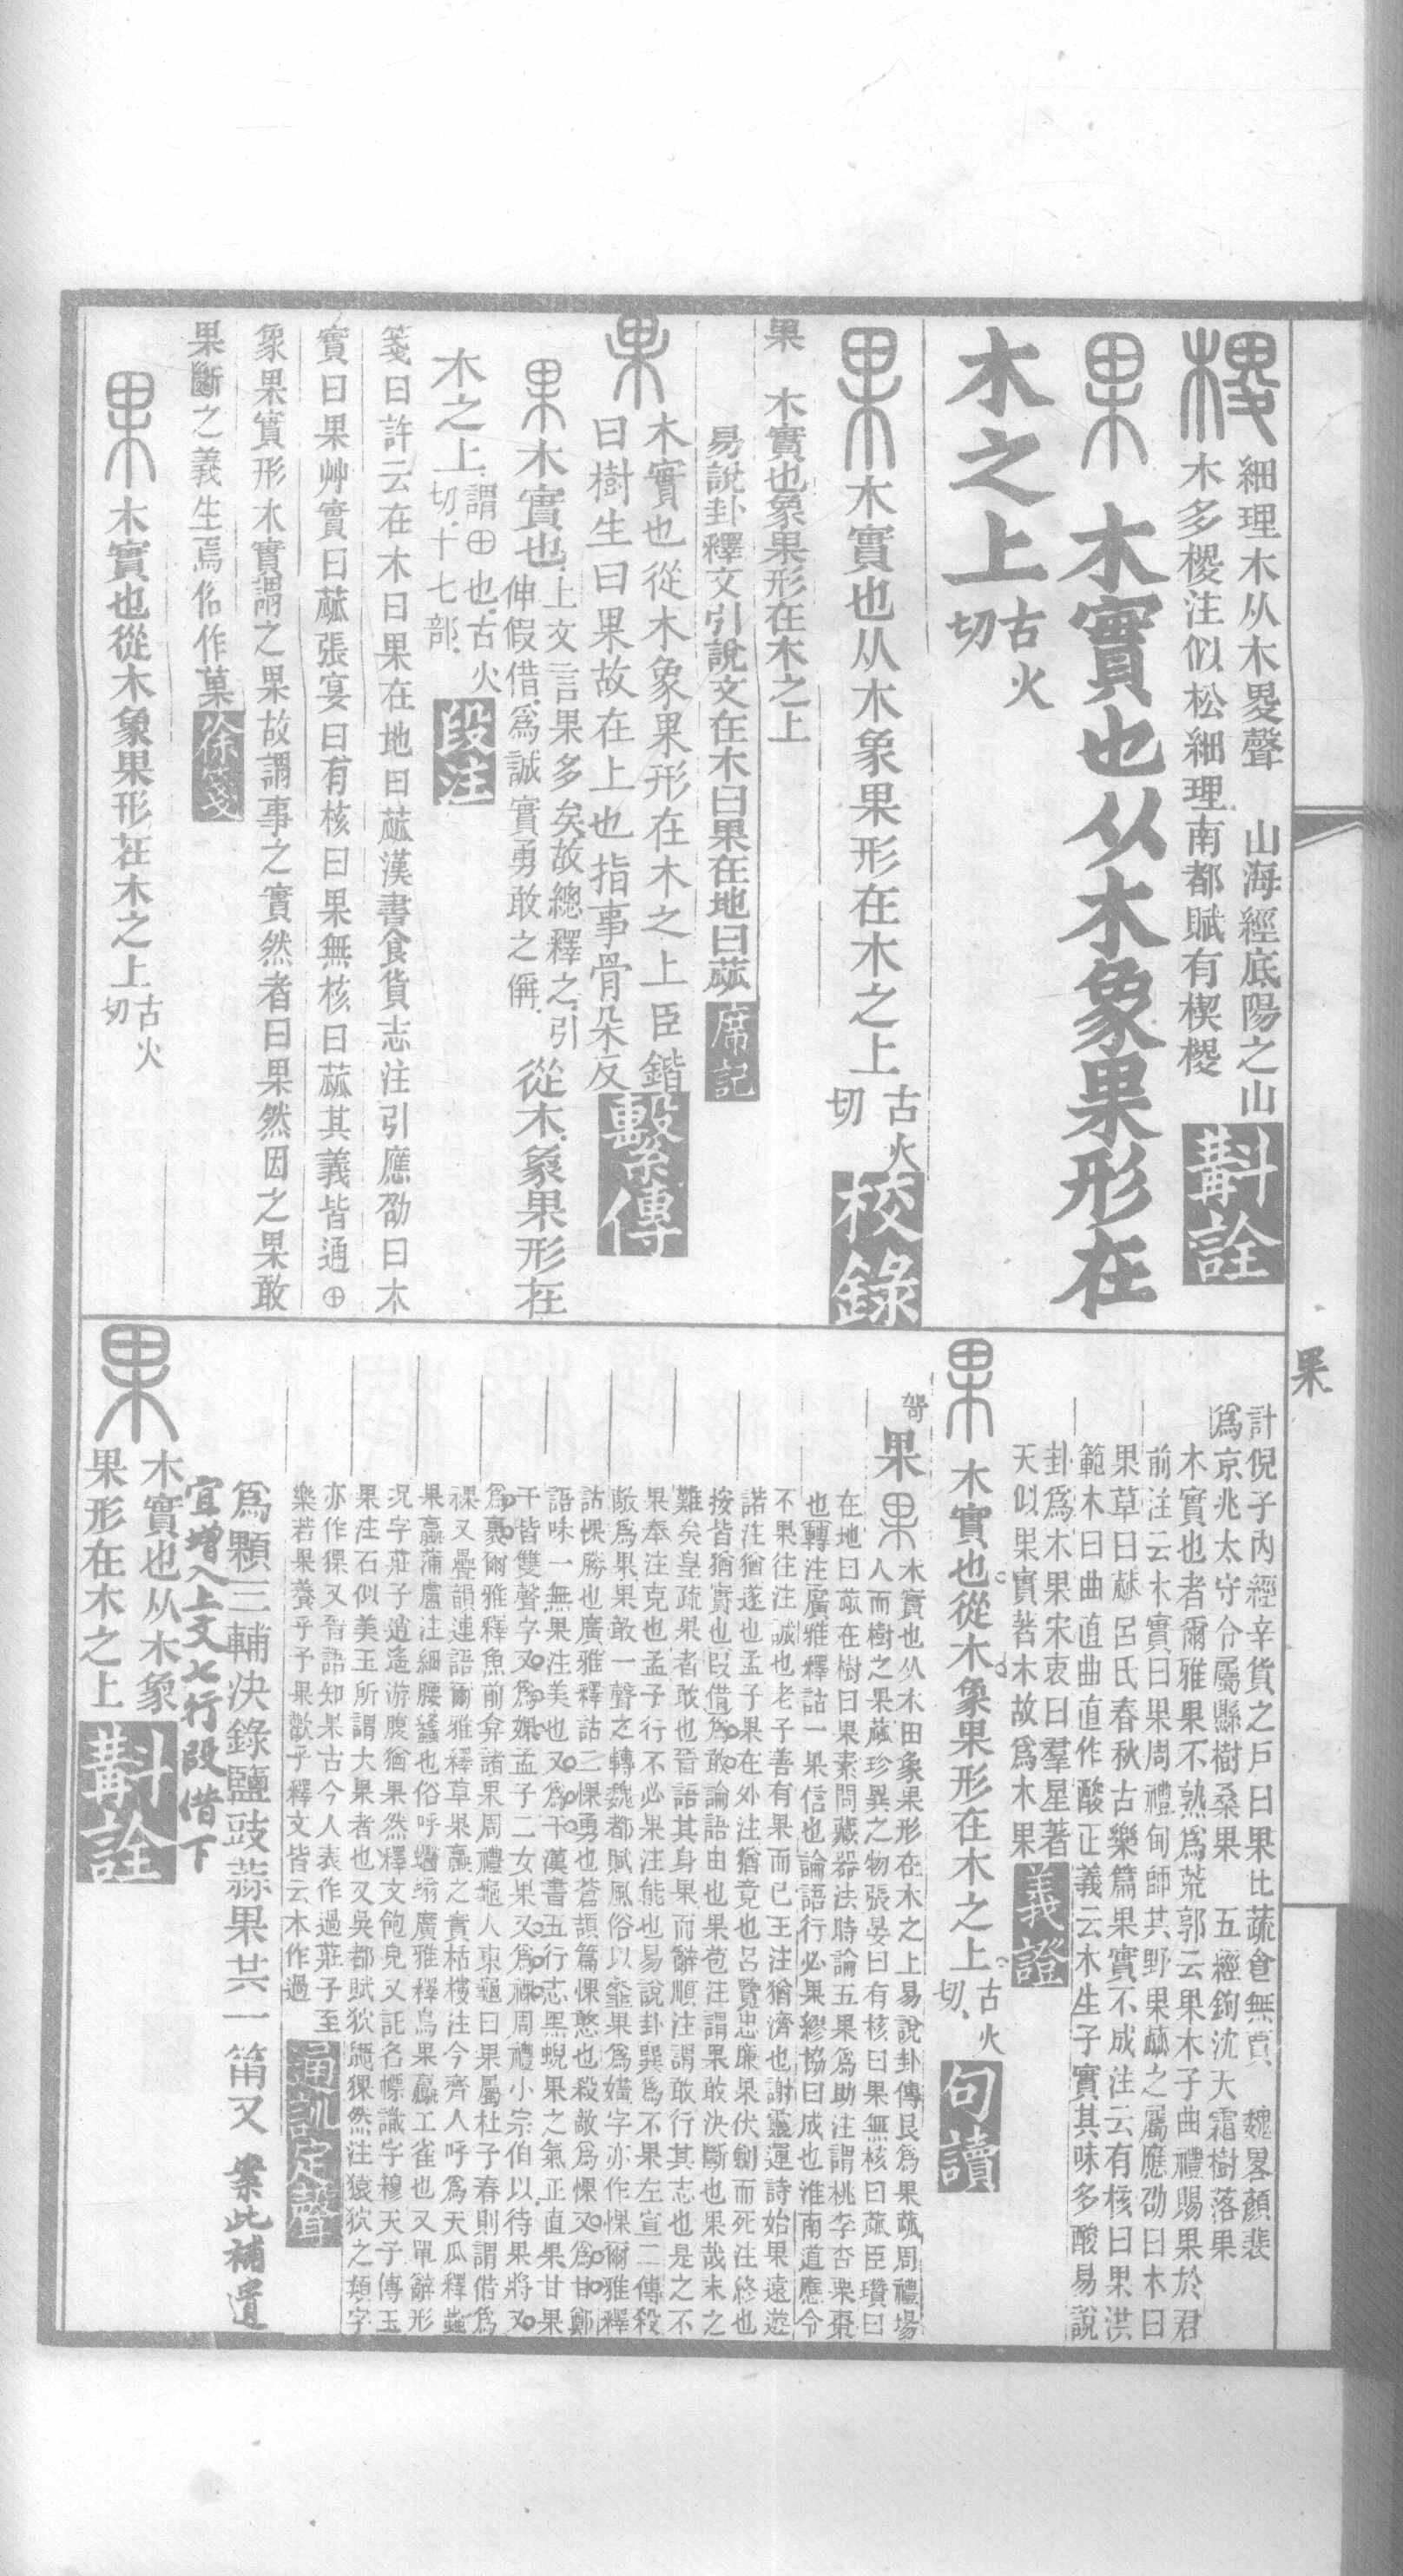 細理木从木畟聲　山海經底陽之山
木多㮨注似松細理南都賦有楔㮨
斠詮
果　木實也从木象果形在
木之上古火切
果　木實也从木象果形在木之上古火切
校錄
果　木實也象果形在木之上
易說卦釋文引說文在木曰果在地曰蓏
席記
木實也從木象果形在木之上臣鍇
曰樹生曰果故在上也指事骨朵反
繫傳
果　木實也上文言果多矣故總釋之引
伸假借爲誠實勇敢之偁從木象果形在
木之上謂⊕也古火切十七部
段注
箋曰許云在木曰果在地曰蓏漢書食貨志注引應劭曰木
實曰果艸實曰蓏張宴曰有核曰果無核曰蓏其義皆通⊕
象果實形木實謂之果故謂事之實然者曰果然因之果敢
果斷之義生焉俗作菓
徐箋
果　木實也從木象果形在木之上古火切
果
計倪子內經辛貨之戶曰果比蔬食無賈　魏畧顏裴
爲京兆太守令屬縣樹桑果　五經鉤沈大霜樹落果
木實也者爾雅果不熟爲荒郭云果木子曲禮賜果於君
前注云木實曰果周禮甸師其野果蓏之屬應劭曰木曰
果草曰蓏呂氏春秋古樂篇果實不成注云有核曰果洪
範木曰曲直曲直作酸正義云木生子實其味多酸易說
卦爲木果宋衷曰羣星著
天似果實著木故爲木果
義證
果　木實也從木象果形在木之上古火切
句讀
果　木實也从木田象果形在木之上易說卦傳艮爲果蓏周禮場
人而樹之果蓏珍異之物張晏曰有核曰果無核曰蓏臣瓚曰
在地曰蓏在樹曰果素問藏器法時論五果爲助注謂桃李杏栗棗
也轉注廣雅釋詁一果信也論語行必果繆協曰成也淮南道應令
不果往注誠也老子善有果而已王注猶濟也謝靈運詩始果遠遊
諾注猶遂也孟子果在外注猶竟也呂覽忠廉果伏劍而死注終也
按皆猶實也叚借爲敢論語由也果苞注謂果敢決斷也果哉末之
難矣皇疏果者敢也晉語其身果而辭順注謂敢行其志也是之不
果奉注克也孟子行不必果注能也易說卦巽爲不果左宣二傳殺
敵爲果果敢一聲之轉魏都賦風俗以韰果爲嫿字亦作惈爾雅釋
詁惈勝也廣雅釋詁二惈勇也蒼頡篇惈憨也殺敵爲惈又爲甘鄭
語味一無果注美也又爲干漢書五行志黑蜺果之氣正直果甘果
干皆雙聲字又爲婐孟子二女果又爲祼周禮小宗伯以待果將又
爲裹爾雅釋魚前弇諸果周禮龜人東龜曰果屬杜子春則謂借爲
祼又疊韻連語爾雅釋草果臝之實栝樓注今齊人呼爲天瓜釋蟲
果臝蒲盧注細腰蠭也俗呼蠮螉廣雅釋鳥果臝工雀也又單辭形
況字莊子逍遙游腹猶果然釋文飽皃又託名幖識字穆天子傳玉
果注石似美玉所謂大果者也又吳都賦狖鼯猓然注猿狖之類字
亦作猓又晉語知果古今人表作過莊子至
樂若果養乎予果歡乎釋文皆云木作過
通訓定聲
爲顆三輔決錄鹽豉蒜果共一筩又　案此補遺
宜增入上文七行叚借下
果　木實也从木象
果形在木之上
斠詮